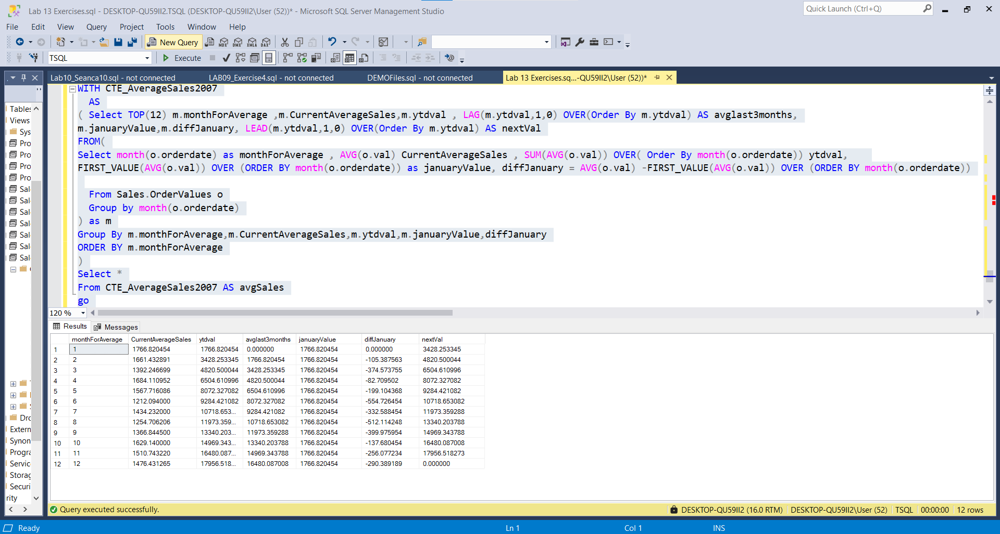 Lab 13 Exercises.sql - DESKTOP-QU59II2.TSQL (DESKTOP-QU59II2\User (52))* - Microsoft SQL Server Management Studio
Quick Launch (Ctrl+Q)
File Edit View Query Project Tools Window Help
New Query MDX DMX XMLA DAX
TSQL Execute
Lab10_Seanca10.sql - not connected LAB09_Exercise4.sql - not connected DEMOFiles.sql - not connected Lab 13 Exercises.sq...-QU59II2\User (52))*
WITH CTE_AverageSales2007
AS
( Select TOP(12) m.monthForAverage ,m.CurrentAverageSales,m.ytdval , LAG(m.ytdval,1,0) OVER(Order By m.ytdval) AS avglast3months,
m.januaryValue,m.diffJanuary, LEAD(m.ytdval,1,0) OVER(Order By m.ytdval) AS nextVal
FROM(
Select month(o.orderdate) as monthForAverage , AVG(o.val) CurrentAverageSales , SUM(AVG(o.val)) OVER( Order By month(o.orderdate)) ytdval,
FIRST_VALUE(AVG(o.val)) OVER (ORDER BY month(o.orderdate)) as januaryValue, diffJanuary = AVG(o.val) -FIRST_VALUE(AVG(o.val)) OVER (ORDER BY month(o.orderdate))
From Sales.OrderValues o
Group by month(o.orderdate)
) as m
Group By m.monthForAverage,m.CurrentAverageSales,m.ytdval,m.januaryValue,diffJanuary
ORDER BY m.monthForAverage
)
Select *
From CTE_AverageSales2007 AS avgSales
go
Tables
Views
Sys
Pro
Pro
Pro
Pro
Sal
Sal
Sal
Sal
Sal
Sal
Sal
Dro
Extern
Synon
Progra
Servic
Storag
Securi
rity
120 %
Results Messages
monthForAverage CurrentAverageSales ytdval avglast3months januaryValue diffJanuary nextVal
1 1 1766.820454 1766.820454 0.000000 1766.820454 0.000000 3428.253345
2 2 1661.432891 3428.253345 1766.820454 1766.820454 -105.387563 4820.500044
3 3 1392.246699 4820.500044 3428.253345 1766.820454 -374.573755 6504.610996
4 4 1684.110952 6504.610996 4820.500044 1766.820454 -82.709502 8072.327082
5 5 1567.716086 8072.327082 6504.610996 1766.820454 -199.104368 9284.421082
6 6 1212.094000 9284.421082 8072.327082 1766.820454 -554.726454 10718.653082
7 7 1434.232000 10718.653... 9284.421082 1766.820454 -332.588454 11973.359288
8 8 1254.706206 11973.359... 10718.653082 1766.820454 -512.114248 13340.203788
9 9 1366.844500 13340.203... 11973.359288 1766.820454 -399.975954 14969.343788
10 10 1629.140000 14969.343... 13340.203788 1766.820454 -137.680454 16480.087008
11 11 1510.743220 16480.087... 14969.343788 1766.820454 -256.077234 17956.518273
12 12 1476.431265 17956.518... 16480.087008 1766.820454 -290.389189 0.000000
Query executed successfully. DESKTOP-QU59II2 (16.0 RTM) DESKTOP-QU59II2\User (52) TSQL 00:00:00 12 rows
Ready Ln 1 Col 1 INS